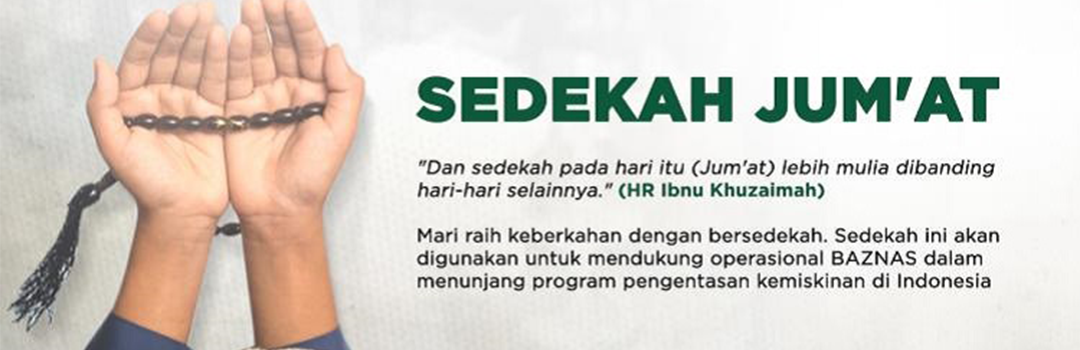 SEDEKAH JUM'AT
"Dan sedekah pada hari itu (Jum'at) lebih mulia dibanding
hari-hari selainnya." (HR Ibnu Khuzaimah)
Mari raih keberkahan dengan bersedekah. Sedekah ini akan
digunakan untuk mendukung operasional BAZNAS dalam
menunjang program pengentasan kemiskinan di Indonesia